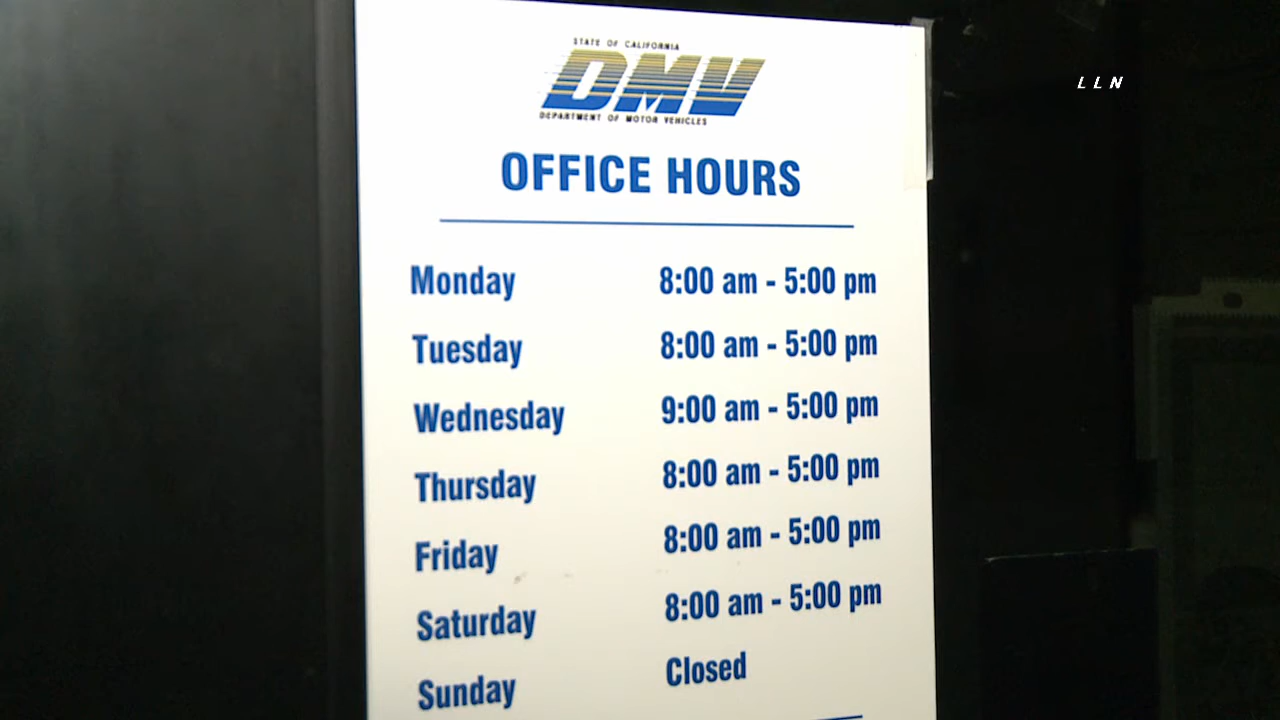 STATE OF CALIFORNIA
DMV
DEPARTMENT OF MOTOR VEHICLES
LLN
OFFICE HOURS
Monday 8:00 am - 5:00 pm
Tuesday 8:00 am - 5:00 pm
Wednesday 9:00 am - 5:00 pm
Thursday 8:00 am - 5:00 pm
Friday 8:00 am - 5:00 pm
Saturday 8:00 am - 5:00 pm
Sunday Closed